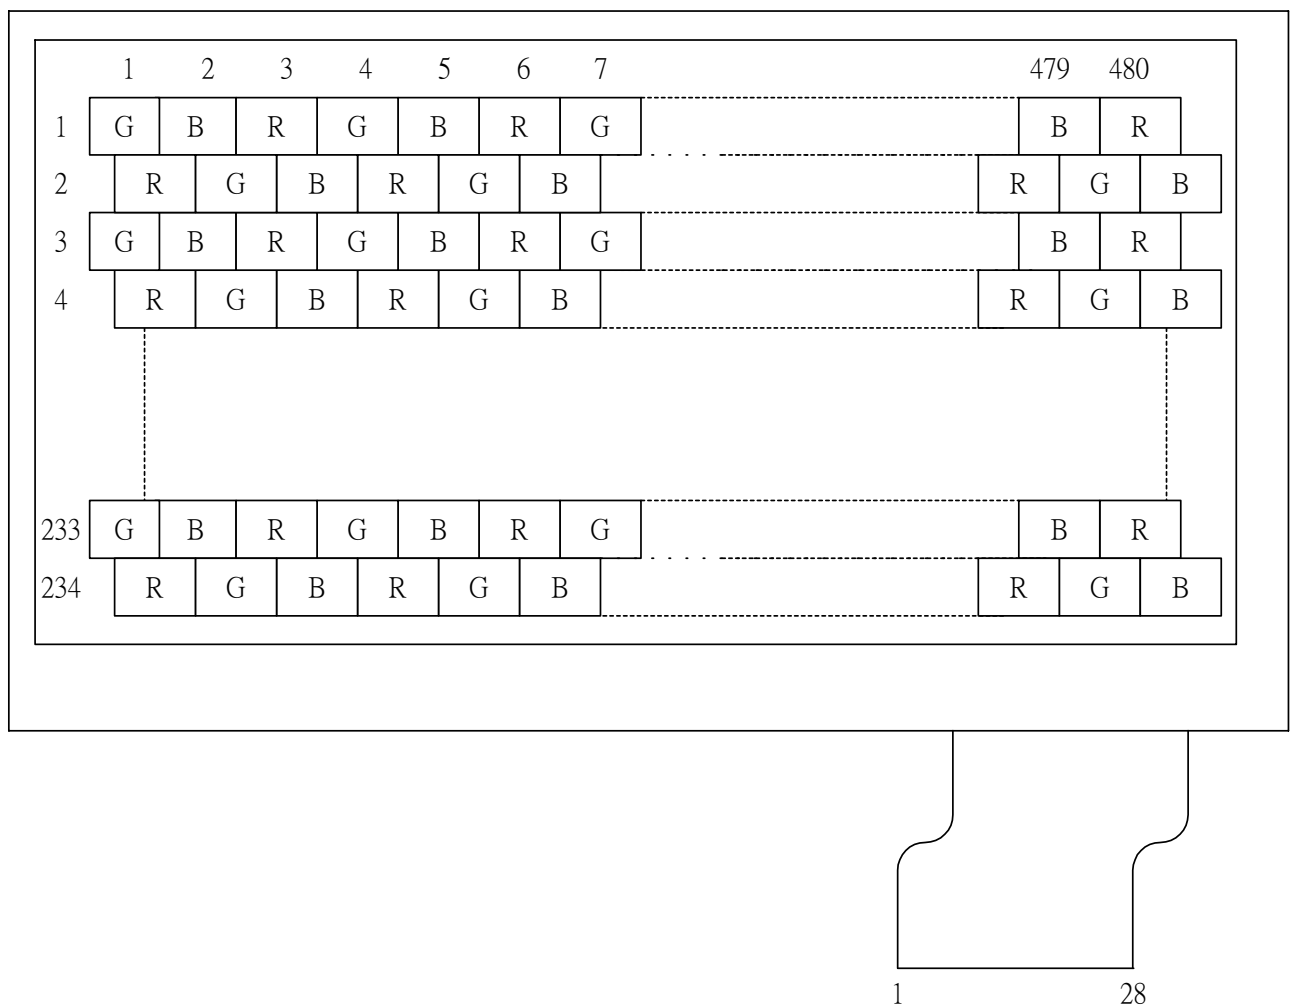 1 2 3 4 5 6 7 479 480
1 G B R G B R G B R
2 R G B R G B R G B
3 G B R G B R G B R
4 R G B R G B R G B
233 G B R G B R G B R
234 R G B R G B R G B
1 28